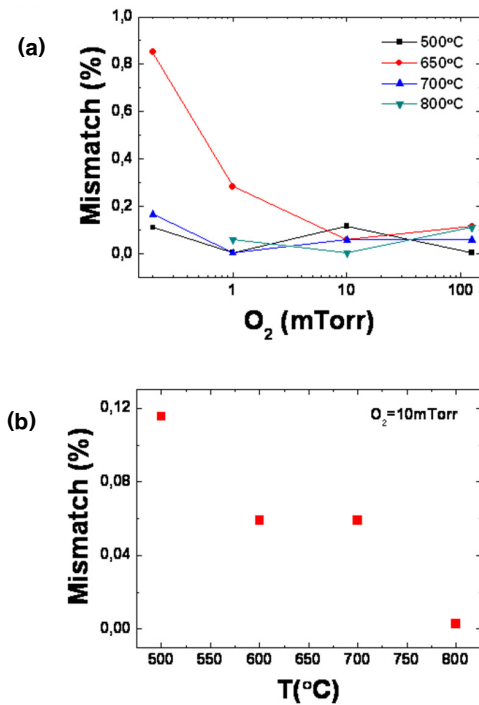 (a)
Mismatch (%)
1,0
0,8
0,6
0,4
0,2
0,0
500°C
650°C
700°C
800°C
1 10 100
O₂ (mTorr)
(b)
Mismatch (%)
0,12
0,08
0,04
0,00
O₂=10mTorr
500 550 600 650 700 750 800
T(°C)